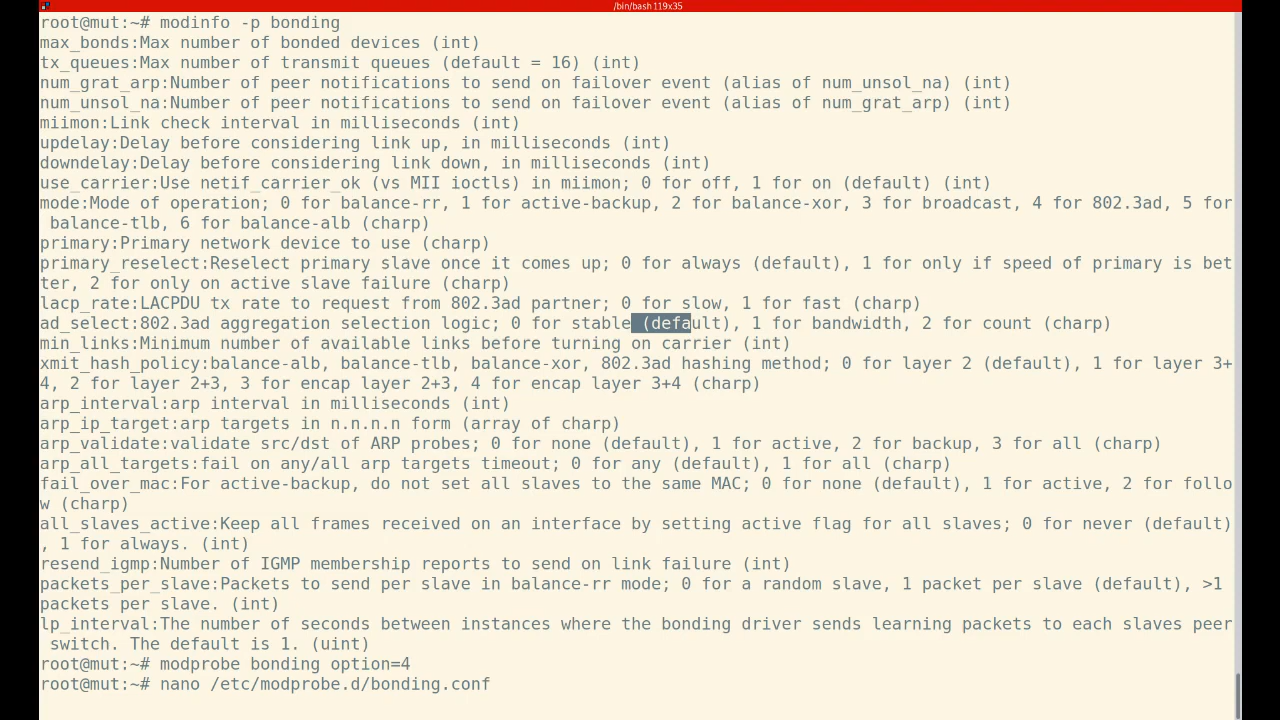 /bin/bash 119x35
root@mut:~# modinfo -p bonding
max_bonds:Max number of bonded devices (int)
tx_queues:Max number of transmit queues (default = 16) (int)
num_grat_arp:Number of peer notifications to send on failover event (alias of num_unsol_na) (int)
num_unsol_na:Number of peer notifications to send on failover event (alias of num_grat_arp) (int)
miimon:Link check interval in milliseconds (int)
updelay:Delay before considering link up, in milliseconds (int)
downdelay:Delay before considering link down, in milliseconds (int)
use_carrier:Use netif_carrier_ok (vs MII ioctls) in miimon; 0 for off, 1 for on (default) (int)
mode:Mode of operation; 0 for balance-rr, 1 for active-backup, 2 for balance-xor, 3 for broadcast, 4 for 802.3ad, 5 for
 balance-tlb, 6 for balance-alb (charp)
primary:Primary network device to use (charp)
primary_reselect:Reselect primary slave once it comes up; 0 for always (default), 1 for only if speed of primary is bet
ter, 2 for only on active slave failure (charp)
lacp_rate:LACPDU tx rate to request from 802.3ad partner; 0 for slow, 1 for fast (charp)
ad_select:802.3ad aggregation selection logic; 0 for stable (default), 1 for bandwidth, 2 for count (charp)
min_links:Minimum number of available links before turning on carrier (int)
xmit_hash_policy:balance-alb, balance-tlb, balance-xor, 802.3ad hashing method; 0 for layer 2 (default), 1 for layer 3+
4, 2 for layer 2+3, 3 for encap layer 2+3, 4 for encap layer 3+4 (charp)
arp_interval:arp interval in milliseconds (int)
arp_ip_target:arp targets in n.n.n.n form (array of charp)
arp_validate:validate src/dst of ARP probes; 0 for none (default), 1 for active, 2 for backup, 3 for all (charp)
arp_all_targets:fail on any/all arp targets timeout; 0 for any (default), 1 for all (charp)
fail_over_mac:For active-backup, do not set all slaves to the same MAC; 0 for none (default), 1 for active, 2 for follo
w (charp)
all_slaves_active:Keep all frames received on an interface by setting active flag for all slaves; 0 for never (default)
, 1 for always. (int)
resend_igmp:Number of IGMP membership reports to send on link failure (int)
packets_per_slave:Packets to send per slave in balance-rr mode; 0 for a random slave, 1 packet per slave (default), >1
packets per slave. (int)
lp_interval:The number of seconds between instances where the bonding driver sends learning packets to each slaves peer
 switch. The default is 1. (uint)
root@mut:~# modprobe bonding option=4
root@mut:~# nano /etc/modprobe.d/bonding.conf